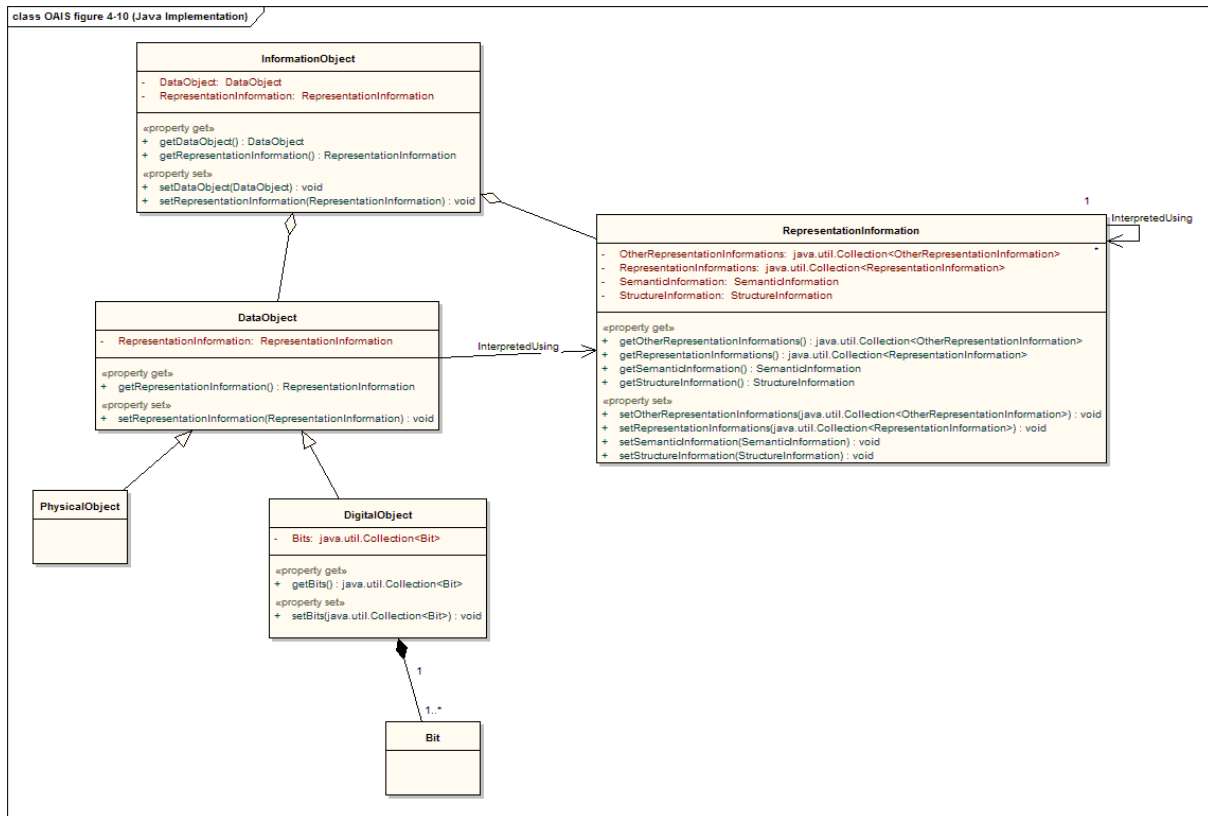 class OAIS figure 4-10 (Java Implementation)
InformationObject
- DataObject: DataObject
- RepresentationInformation: RepresentationInformation
«property get»
+ getDataObject() : DataObject
+ getRepresentationInformation() : RepresentationInformation
«property set»
+ setDataObject(DataObject) : void
+ setRepresentationInformation(RepresentationInformation) : void
1
InterpretedUsing
RepresentationInformation
*
- OtherRepresentationInformations: java.util.Collection<OtherRepresentationInformation>
- RepresentationInformations: java.util.Collection<RepresentationInformation>
- SemanticInformation: SemanticInformation
- StructureInformation: StructureInformation
«property get»
+ getOtherRepresentationInformations() : java.util.Collection<OtherRepresentationInformation>
+ getRepresentationInformations() : java.util.Collection<RepresentationInformation>
+ getSemanticInformation() : SemanticInformation
+ getStructureInformation() : StructureInformation
«property set»
+ setOtherRepresentationInformations(java.util.Collection<OtherRepresentationInformation>) : void
+ setRepresentationInformations(java.util.Collection<RepresentationInformation>) : void
+ setSemanticInformation(SemanticInformation) : void
+ setStructureInformation(StructureInformation) : void
DataObject
- RepresentationInformation: RepresentationInformation
«property get»
+ getRepresentationInformation() : RepresentationInformation
«property set»
+ setRepresentationInformation(RepresentationInformation) : void
InterpretedUsing
PhysicalObject
DigitalObject
- Bits: java.util.Collection<Bit>
«property get»
+ getBits() : java.util.Collection<Bit>
«property set»
+ setBits(java.util.Collection<Bit>) : void
1
1..*
Bit